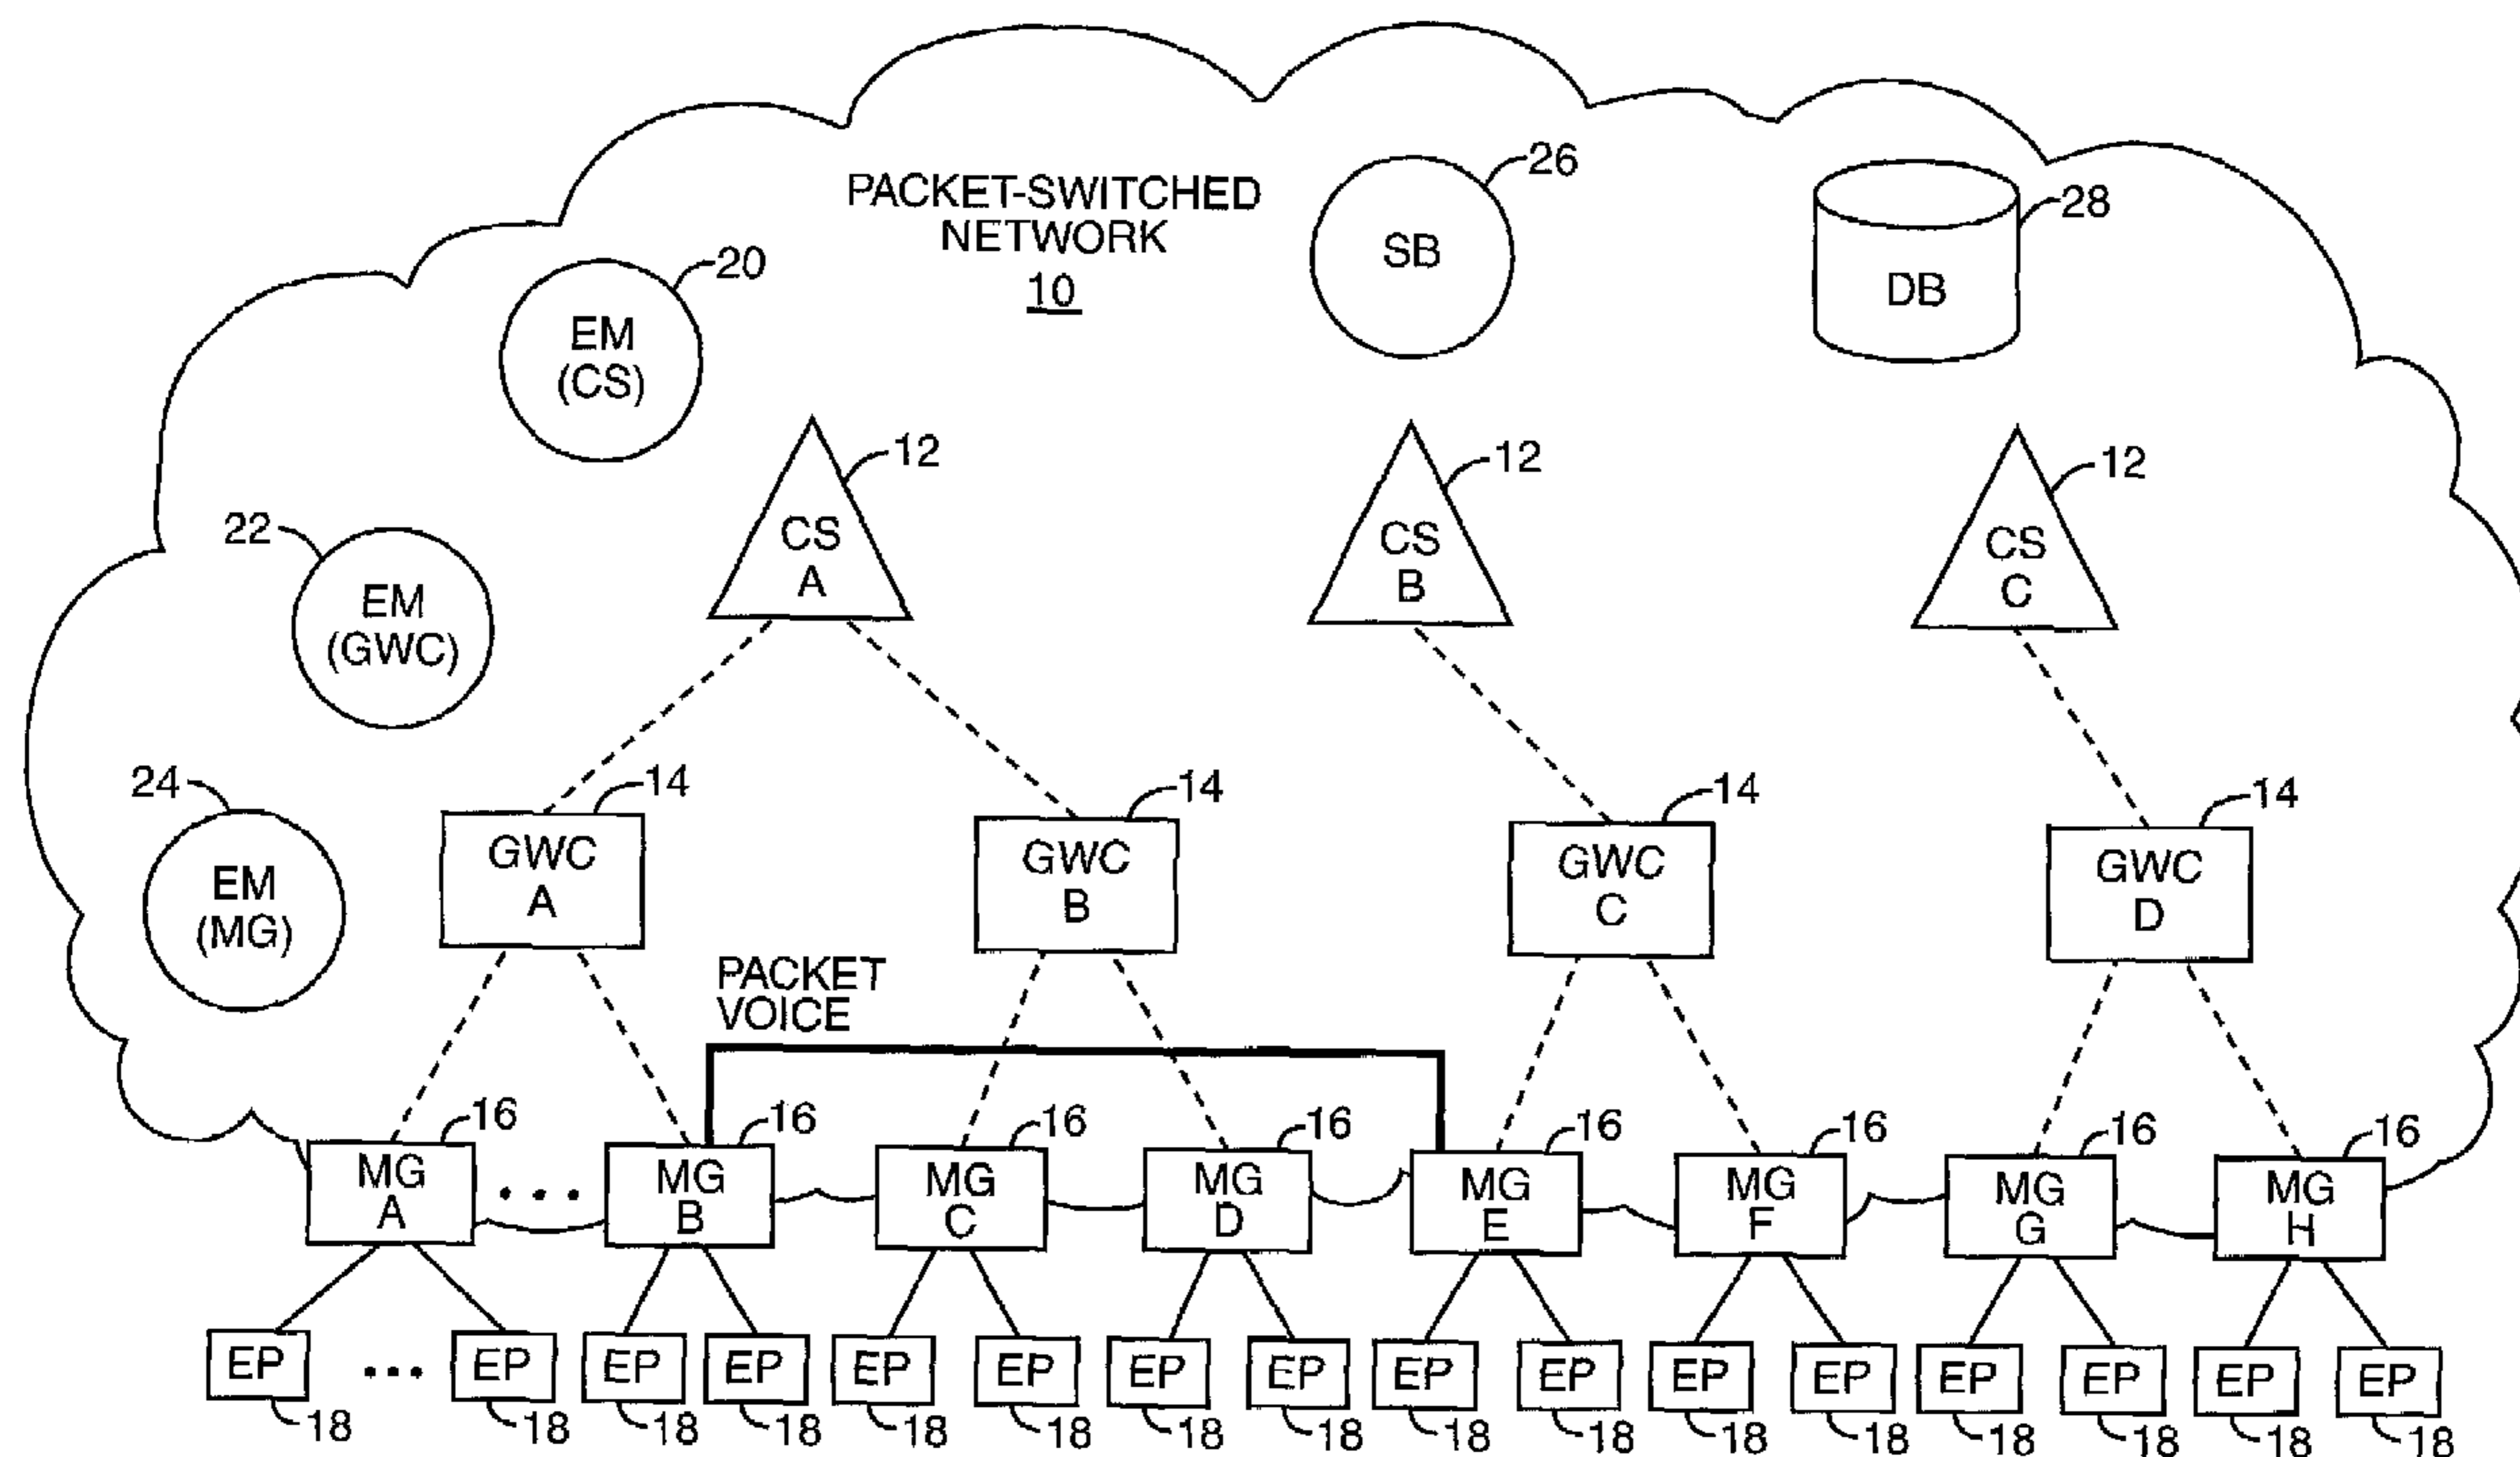 PACKET-SWITCHED
NETWORK
10
26
SB
28
DB
20
EM
(CS)
12
CS
A
12
CS
B
12
CS
C
22
EM
(GWC)
24
EM
(MG)
14
GWC
A
14
GWC
B
14
GWC
C
14
GWC
D
PACKET
VOICE
16
MG
A
...
16
MG
B
16
MG
C
16
MG
D
16
MG
E
16
MG
F
16
MG
G
16
MG
H
EP ... EP EP EP EP EP EP EP EP EP EP EP EP EP EP EP
18 18 18 18 18 18 18 18 18 18 18 18 18 18 18 18